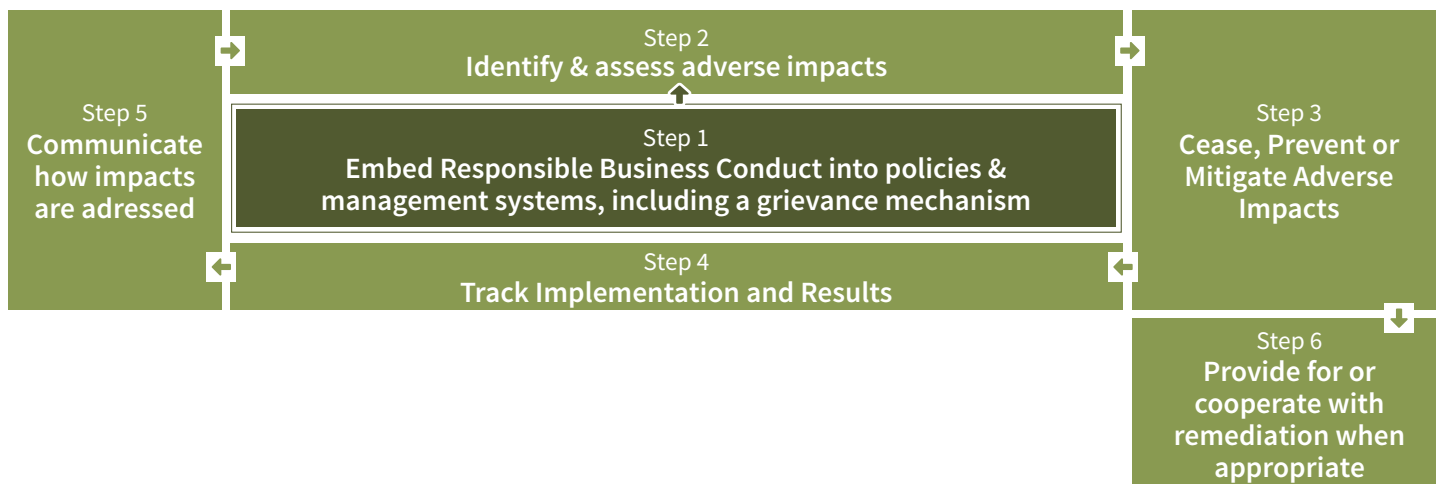 Step 2
Identify & assess adverse impacts
Step 5
Communicate
how impacts
are adressed
Step 1
Embed Responsible Business Conduct into policies &
management systems, including a grievance mechanism
Step 3
Cease, Prevent or
Mitigate Adverse
Impacts
Step 4
Track Implementation and Results
Step 6
Provide for or
cooperate with
remediation when
appropriate